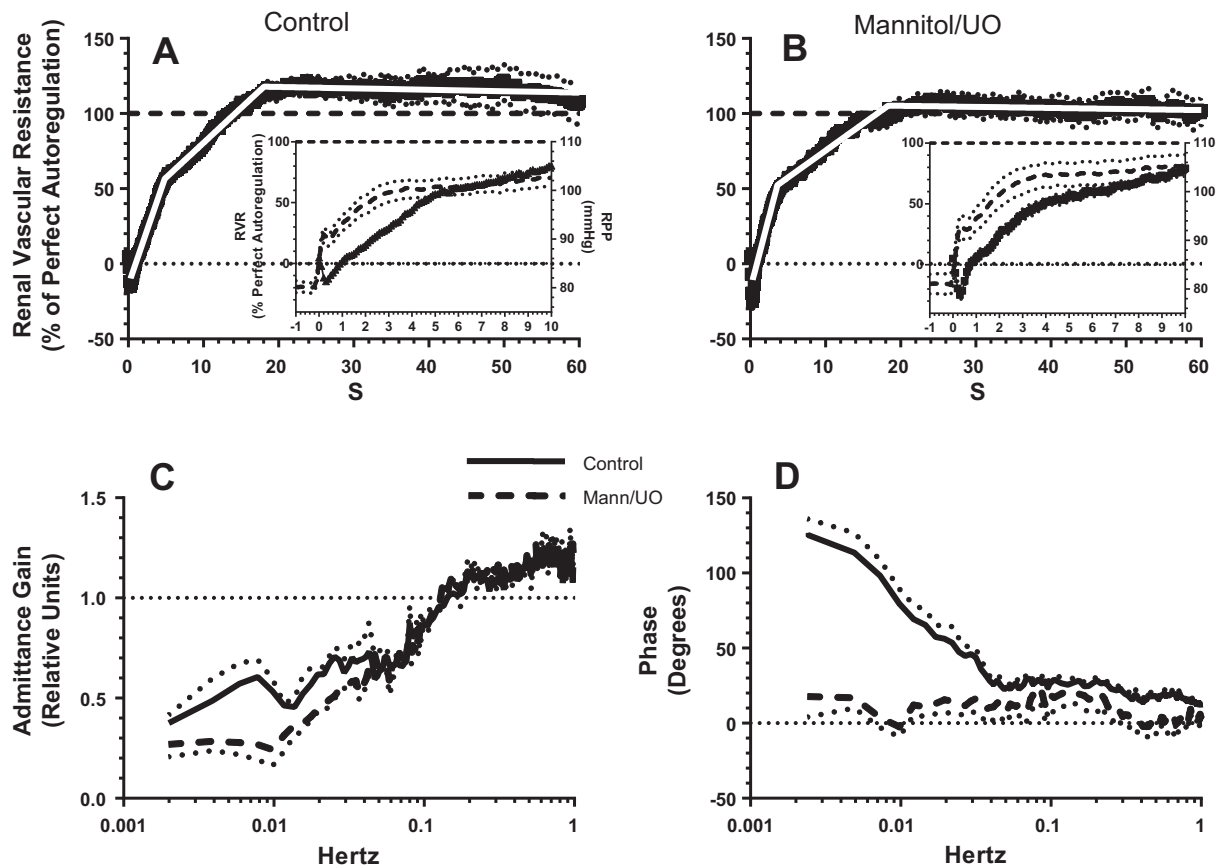 Control
Mannitol/UO
A
B
Renal Vascular Resistance
(% of Perfect Autoregulation)
150
100
50
0
-50
0 10 20 30 40 50 60
S
RVR
(% Perfect Autoregulation)
100
50
0
-1 0 1 2 3 4 5 6 7 8 9 10
110
100
90
80
RPP
(mmHg)
150
100
50
0
-50
0 10 20 30 40 50 60
S
100
50
0
-1 0 1 2 3 4 5 6 7 8 9 10
110
100
90
80
C
Control
Mann/UO
D
Admittance Gain
(Relative Units)
1.5
1.0
0.5
0.0
0.001 0.01 0.1 1
Hertz
Phase
(Degrees)
150
100
50
0
-50
0.001 0.01 0.1 1
Hertz